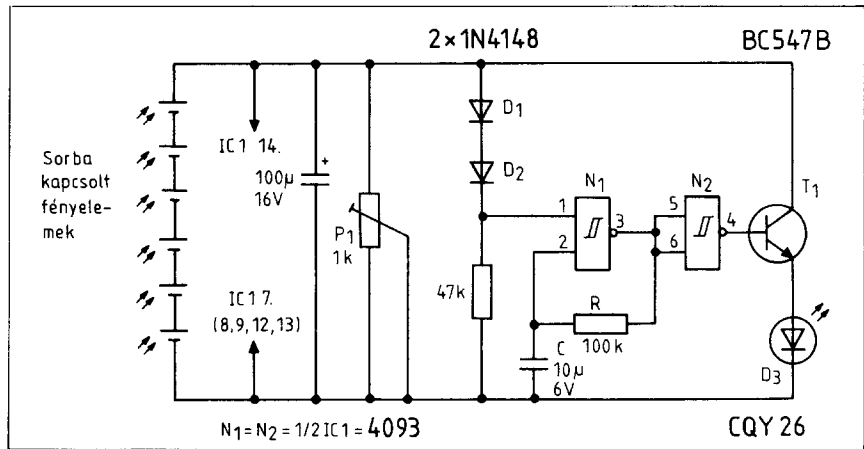 2×1N4148
BC547B
Sorba
kapcsolt
fényele-
mek
IC1 14.
100µ
16V
+
P1
1k
IC1 7.
(8,9,12,13)
D1
D2
47k
N1
1
2
3
R
100k
C
10µ
6V
N2
5
6
4
T1
D3
N1=N2=1/2 IC1=4093
CQY 26